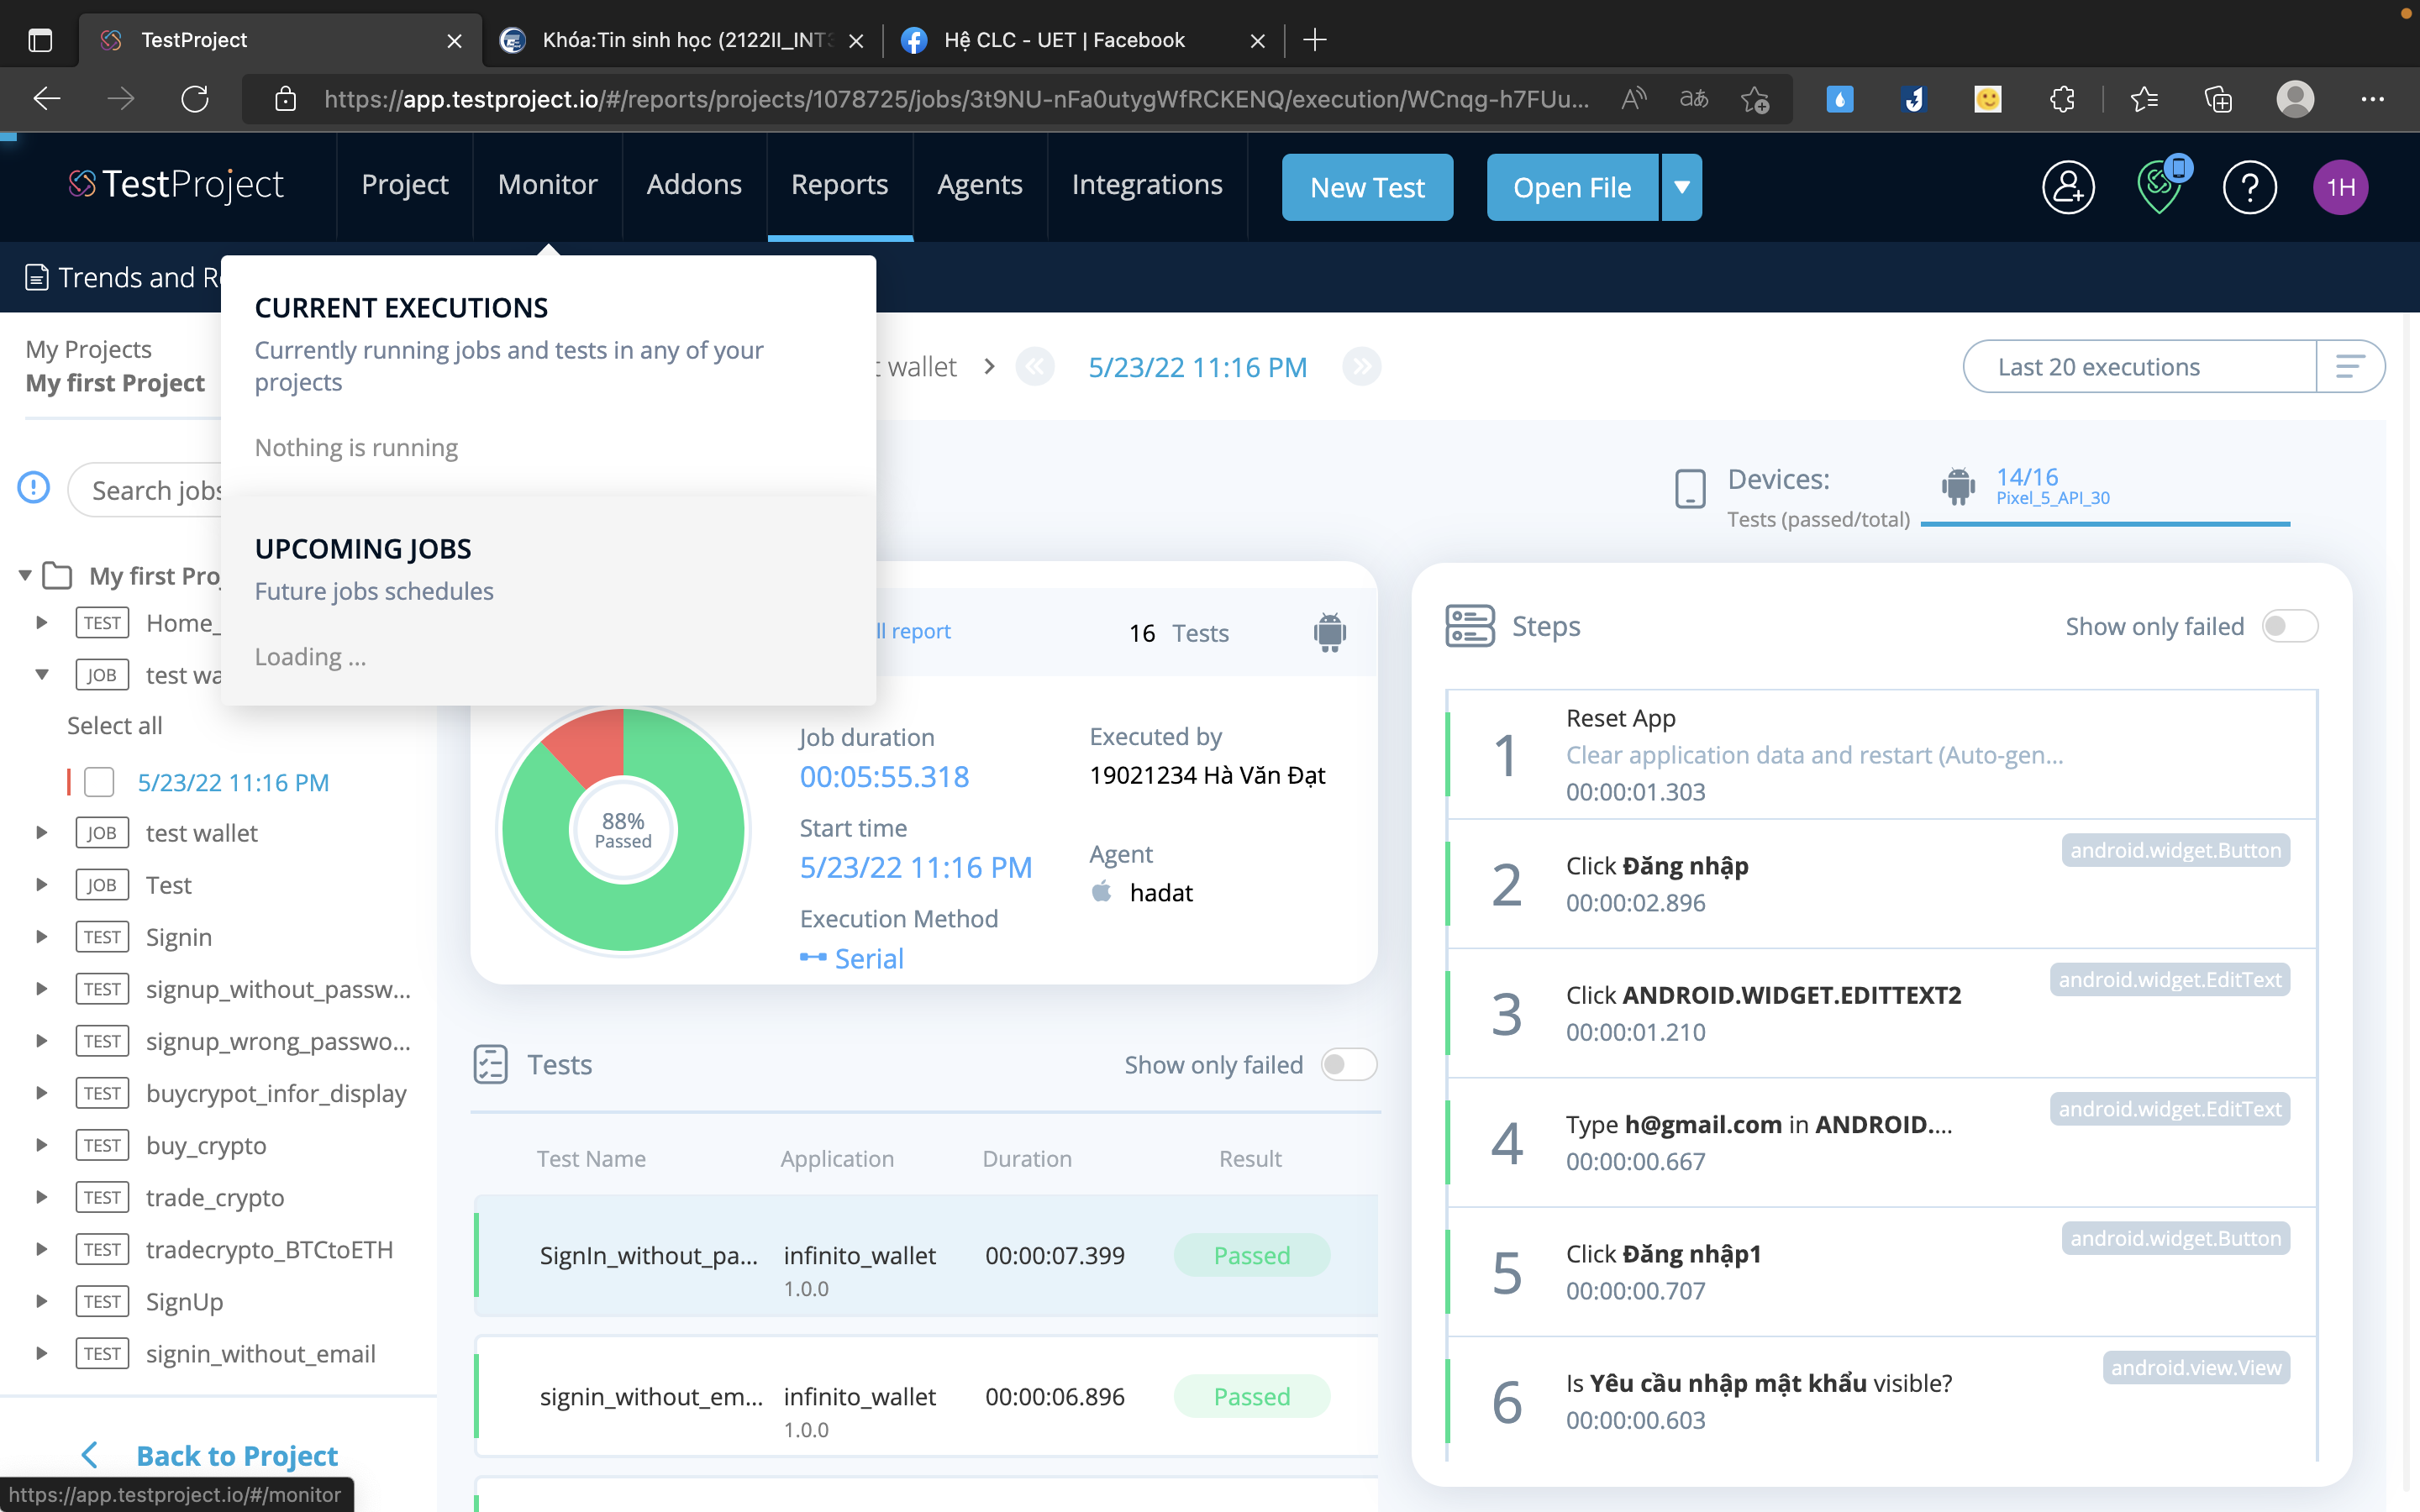 TestProject
Khóa:Tin sinh học (2122II_INT3
Hệ CLC - UET | Facebook
https://app.testproject.io/#/reports/projects/1078725/jobs/3t9NU-nFa0utygWfRCKENQ/execution/WCnqg-h7FUu...
TestProject
Project
Monitor
Addons
Reports
Agents
Integrations
New Test
Open File
1H
Trends and Re
CURRENT EXECUTIONS
Currently running jobs and tests in any of your
projects
Nothing is running
UPCOMING JOBS
Future jobs schedules
Loading ...
My Projects
My first Project
t wallet
5/23/22 11:16 PM
Last 20 executions
Search jobs
My first Proj
TEST Home_
JOB test wa
Select all
5/23/22 11:16 PM
JOB test wallet
JOB Test
TEST Signin
TEST signup_without_passw...
TEST signup_wrong_passwo...
TEST buycrypot_infor_display
TEST buy_crypto
TEST trade_crypto
TEST tradecrypto_BTCtoETH
TEST SignUp
TEST signin_without_email
Back to Project
https://app.testproject.io/#/monitor
Devices:
Tests (passed/total)
14/16
Pixel_5_API_30
ll report
16 Tests
88%
Passed
Job duration
00:05:55.318
Start time
5/23/22 11:16 PM
Execution Method
Serial
Executed by
19021234 Hà Văn Đạt
Agent
hadat
Tests
Show only failed
Test Name Application Duration Result
SignIn_without_pa... infinito_wallet 00:00:07.399 Passed
1.0.0
signin_without_em... infinito_wallet 00:00:06.896 Passed
1.0.0
Steps
Show only failed
1
Reset App
Clear application data and restart (Auto-gen...
00:00:01.303
2
Click Đăng nhập
android.widget.Button
00:00:02.896
3
Click ANDROID.WIDGET.EDITTEXT2
android.widget.EditText
00:00:01.210
4
Type h@gmail.com in ANDROID....
android.widget.EditText
00:00:00.667
5
Click Đăng nhập1
android.widget.Button
00:00:00.707
6
Is Yêu cầu nhập mật khẩu visible?
android.view.View
00:00:00.603